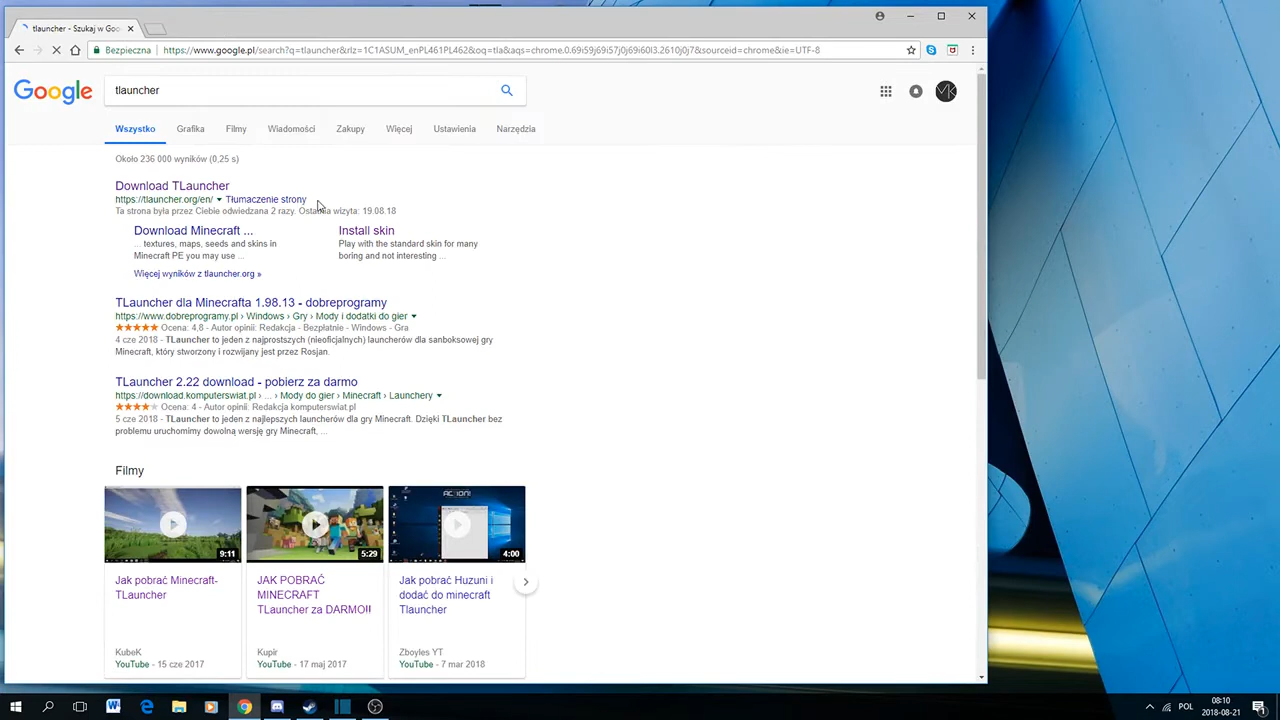 tlauncher - Szukaj w Goo
Bezpieczna
https://www.google.pl/search?q=tlauncher&rlz=1C1ASUM_enPL461PL462&oq=tla&aqs=chrome.0.69i59j69i57j0j69i60l3.2610j0j7&sourceid=chrome&ie=UTF-8
Google
tlauncher
VK
Wszystko Grafika Filmy Wiadomości Zakupy Więcej Ustawienia Narzędzia
Około 236 000 wyników (0,25 s)
Download TLauncher
https://tlauncher.org/en/ Tłumaczenie strony
Ta strona była przez Ciebie odwiedzana 2 razy. Ostatnia wizyta: 19.08.18
Download Minecraft ...
... textures, maps, seeds and skins in
Minecraft PE you may use ...
Install skin
Play with the standard skin for many
boring and not interesting ...
Więcej wyników z tlauncher.org »
TLauncher dla Minecrafta 1.98.13 - dobreprogramy
https://www.dobreprogramy.pl › Windows › Gry › Mody i dodatki do gier
Ocena: 4,8 - Autor opinii: Redakcja - Bezpłatnie - Windows - Gra
4 cze 2018 - TLauncher to jeden z najprostszych (nieoficjalnych) launcherów dla sanboksowej gry
Minecraft, który stworzony i rozwijany jest przez Rosjan.
TLauncher 2.22 download - pobierz za darmo
https://download.komputerswiat.pl › ... › Mody do gier › Minecraft › Launchery
Ocena: 4 - Autor opinii: Redakcja komputerswiat.pl
5 cze 2018 - TLauncher to jeden z najlepszych launcherów dla gry Minecraft. Dzięki TLauncher bez
problemu uruchomimy dowolną wersję gry Minecraft, ...
Filmy
9:11
Jak pobrać Minecraft-
TLauncher
KubeK
YouTube - 15 cze 2017
5:29
JAK POBRAĆ
MINECRAFT
TLauncher za DARMO!!
Kupir
YouTube - 17 maj 2017
ACTION!
4:00
Jak pobrać Huzuni i
dodać do minecraft
Tlauncher
Zboyles YT
YouTube - 7 mar 2018
POL
08:10
2018-08-21